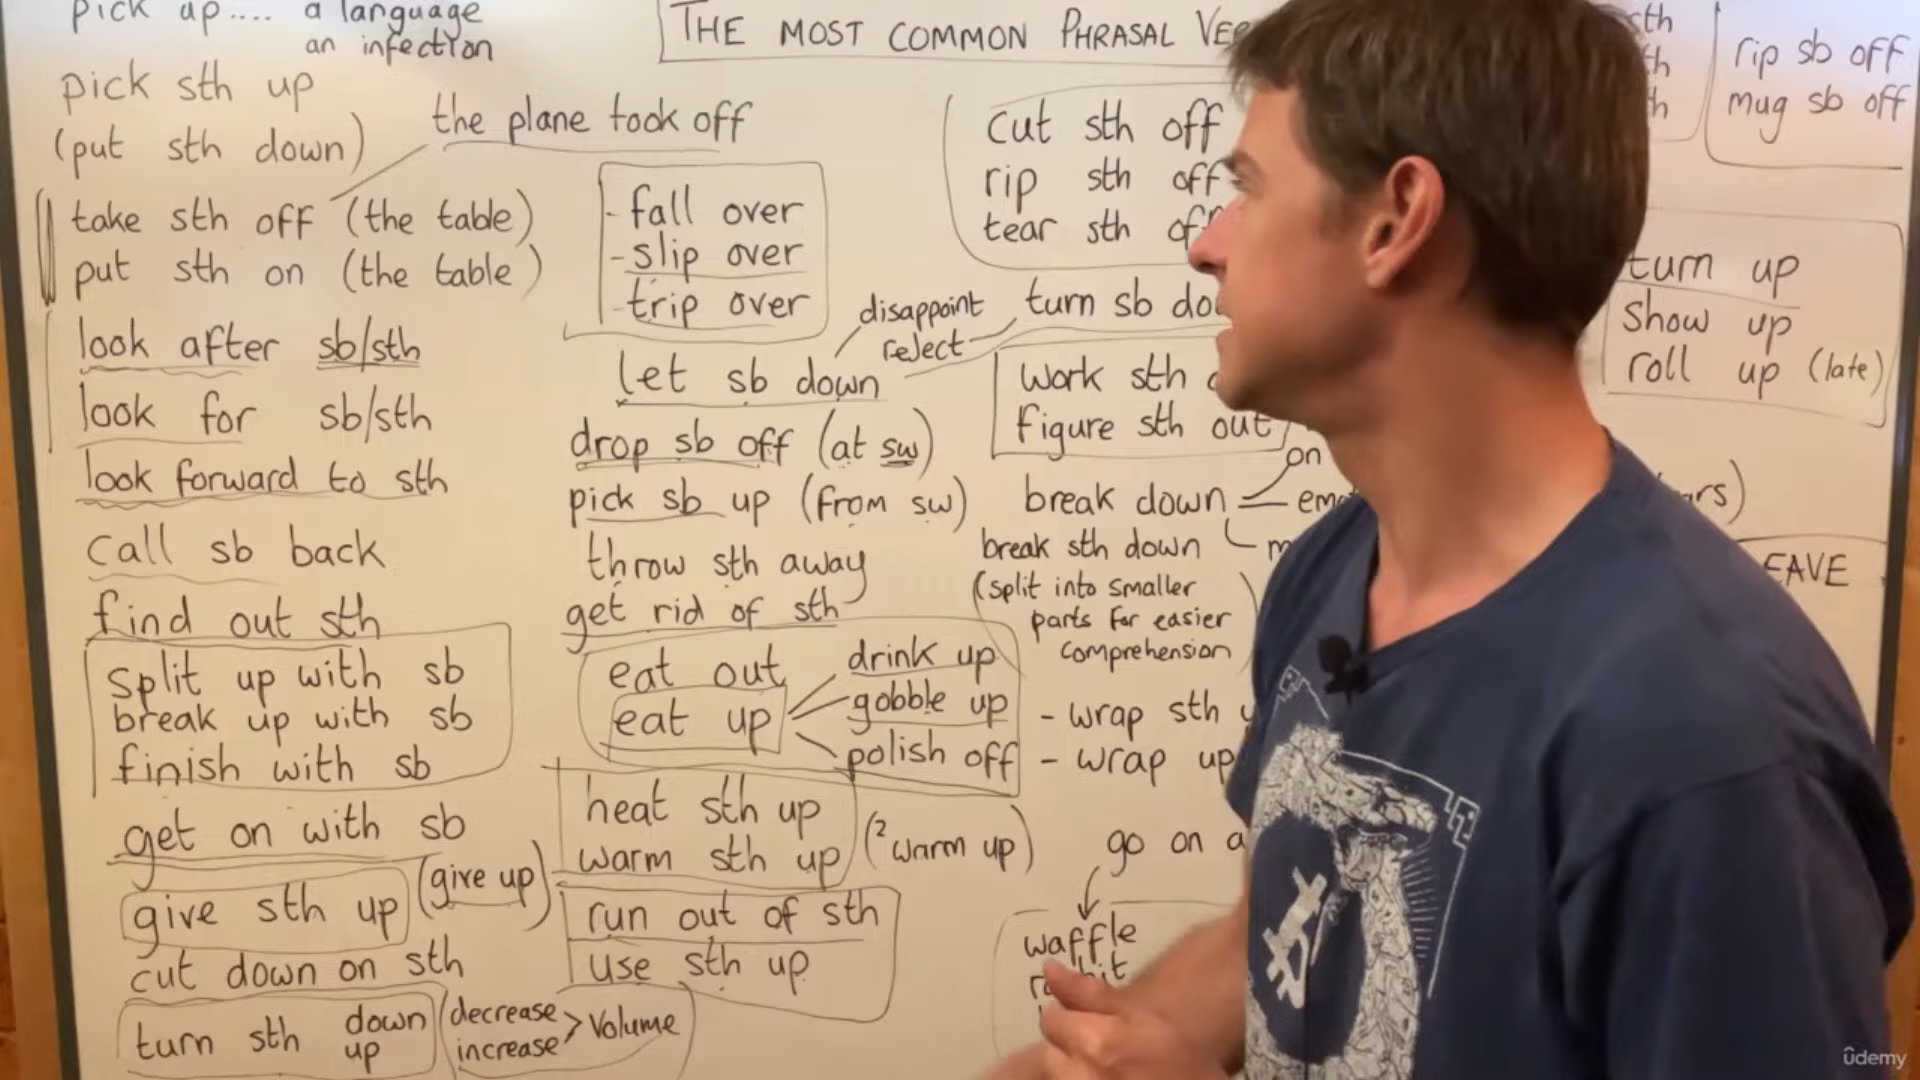 pick up.... a language
an infection
pick sth up
(put sth down)
take sth off (the table)
put sth on (the table)
look after sb/sth
look for sb/sth
look forward to sth
call sb back
find out sth
split up with sb
break up with sb
finish with sb
get on with sb
give sth up (give up)
cut down on sth
turn sth down
up
(decrease
increase > Volume)
THE MOST COMMON PHRASAL
the plane took off
- fall over
- slip over
- trip over
disappoint
reject
let sb down
drop sb off (at sw)
pick sb up (from sw)
throw sth away
get rid of sth
eat out
eat up
drink up
gobble up
polish off
heat sth up
warm sth up (2 warm up)
run out of sth
use sth up
cut sth off
rip sth off
tear sth off
turn sb
work sth
figure sth out
on
break down
break sth down
(split into smaller
parts for easier
comprehension)
- wrap sth
- wrap up
go on
waffle
sth
rip sb off
mug sb off
turn up
show up
roll up (late)
údemy